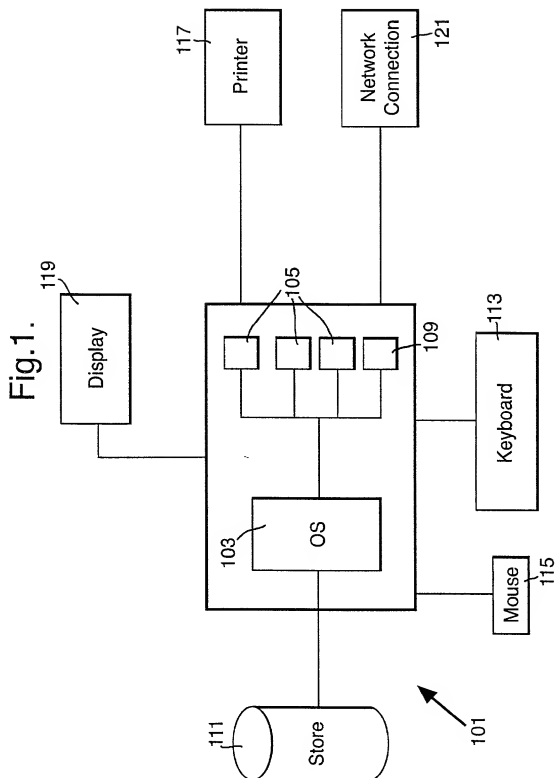 Fig.1.
119
Display
117
Printer
121
Network
Connection
105
109
103
OS
111
Store
101
Mouse
115
Keyboard
113